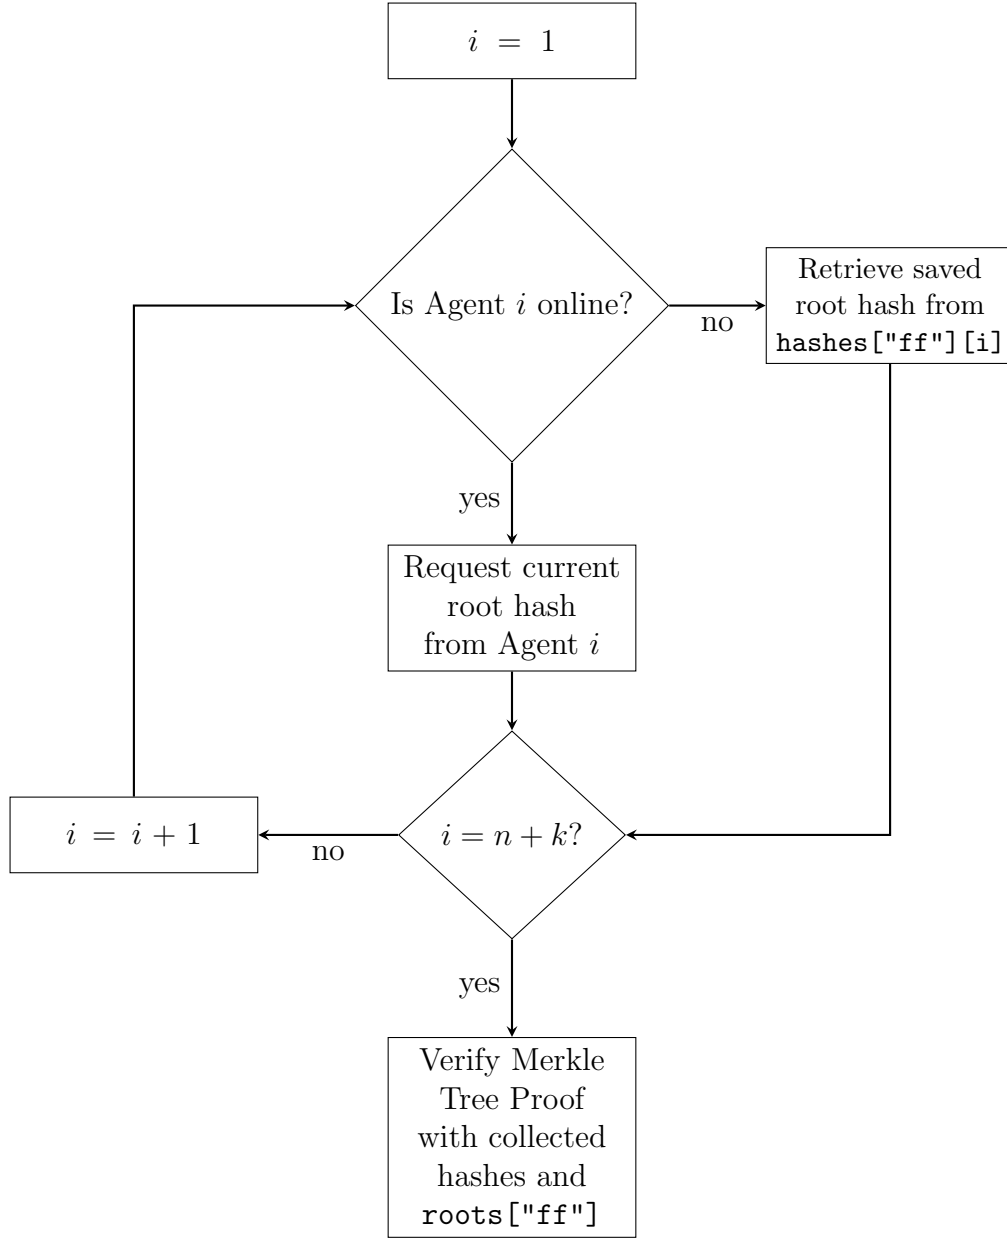 i = 1
Is Agent i online?
no
Retrieve saved
root hash from
hashes["ff"][i]
yes
Request current
root hash
from Agent i
i = i + 1
no
i = n + k?
yes
Verify Merkle
Tree Proof
with collected
hashes and
roots["ff"]